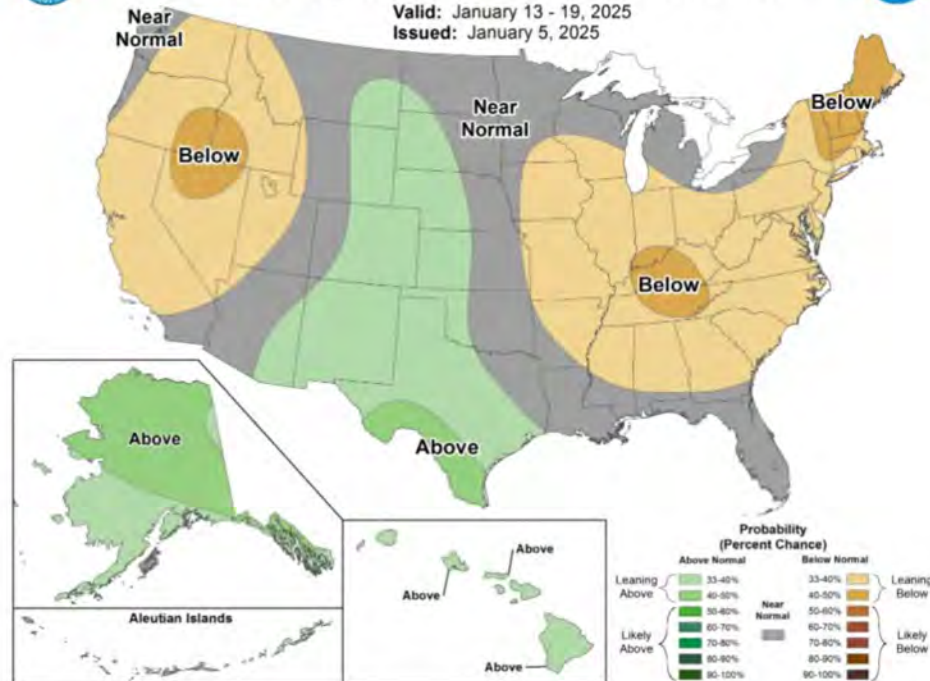 Valid: January 13 - 19, 2025
Issued: January 5, 2025
Near
Normal
Below
Near
Normal
Below
Below
Above
Above
Above
Above
Above
Aleutian Islands
Probability
(Percent Chance)
Above Normal
Below Normal
Leaning
Above
33-40%
40-50%
Likely
Above
50-60%
60-70%
70-80%
80-90%
90-100%
Near
Normal
33-40%
40-50%
Leaning
Below
50-60%
60-70%
70-80%
80-90%
90-100%
Likely
Below